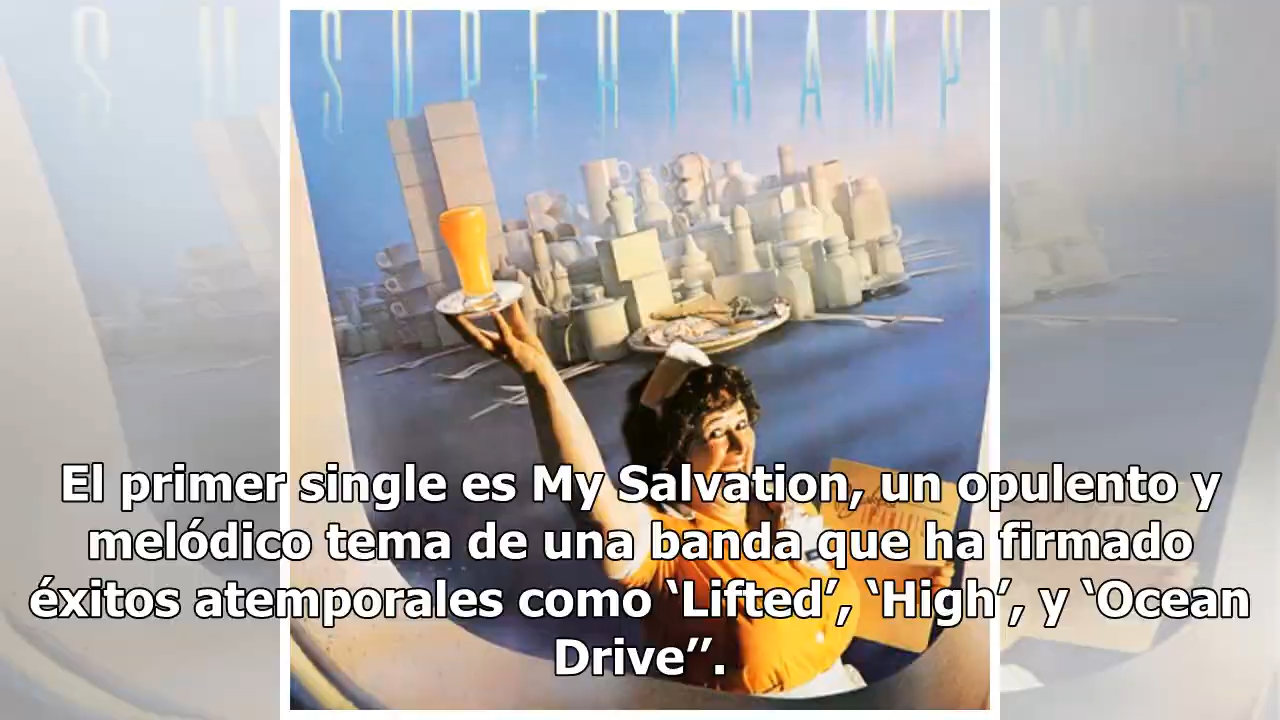 SUPERTRAMP
El primer single es My Salvation, un opulento y
melódico tema de una banda que ha firmado
éxitos atemporales como ‘Lifted’, ‘High’, y ‘Ocean
Drive’’.